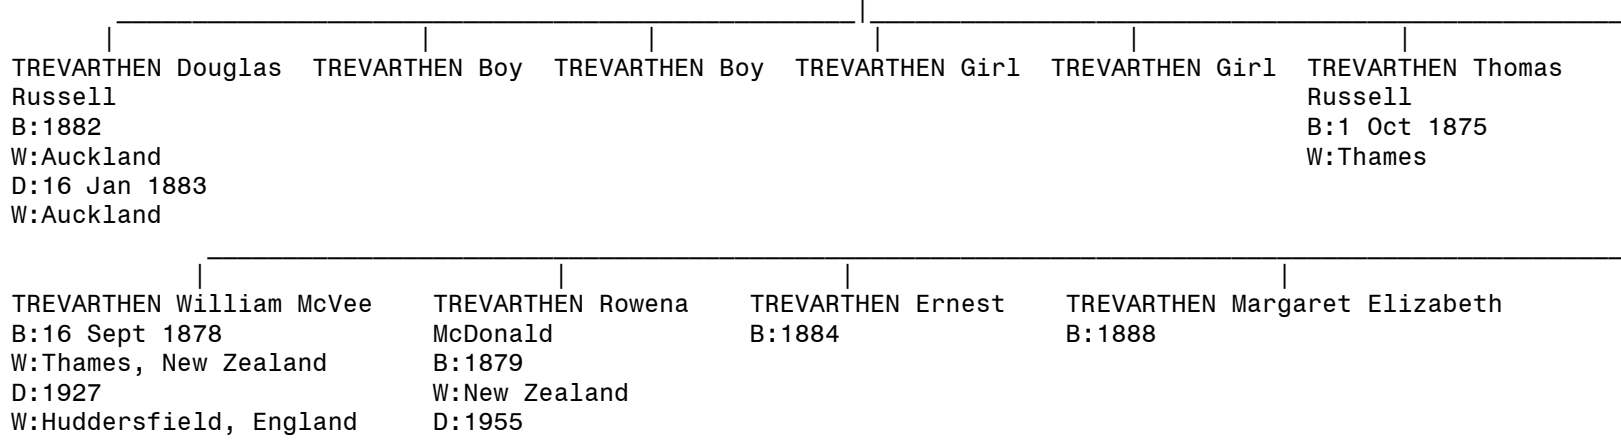 TREVARTHEN Douglas TREVARTHEN Boy TREVARTHEN Boy TREVARTHEN Girl TREVARTHEN Girl TREVARTHEN Thomas
Russell Russell
B:1882 B:1 Oct 1875
W:Auckland W:Thames
D:16 Jan 1883
W:Auckland
TREVARTHEN William McVee TREVARTHEN Rowena TREVARTHEN Ernest TREVARTHEN Margaret Elizabeth
B:16 Sept 1878 McDonald B:1884 B:1888
W:Thames, New Zealand B:1879
D:1927 W:New Zealand
W:Huddersfield, England D:1955